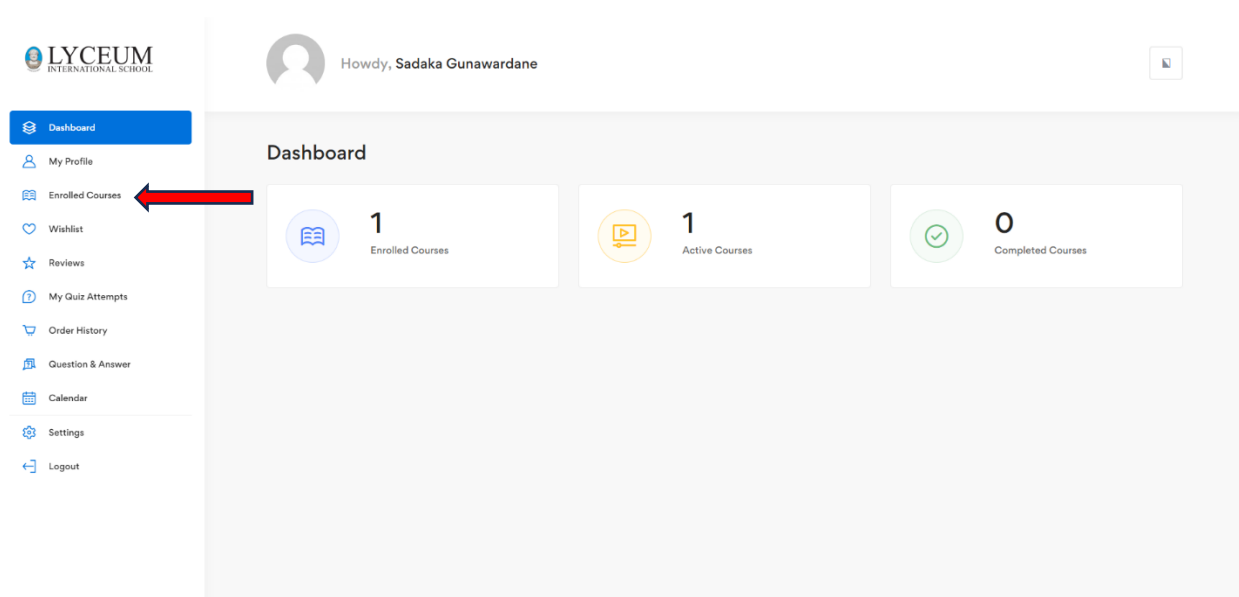 LYCEUM
INTERNATIONAL SCHOOL
Howdy, Sadaka Gunawardane
Dashboard
My Profile
Enrolled Courses
Wishlist
Reviews
My Quiz Attempts
Order History
Question & Answer
Calendar
Settings
Logout
Dashboard
1
Enrolled Courses
1
Active Courses
0
Completed Courses